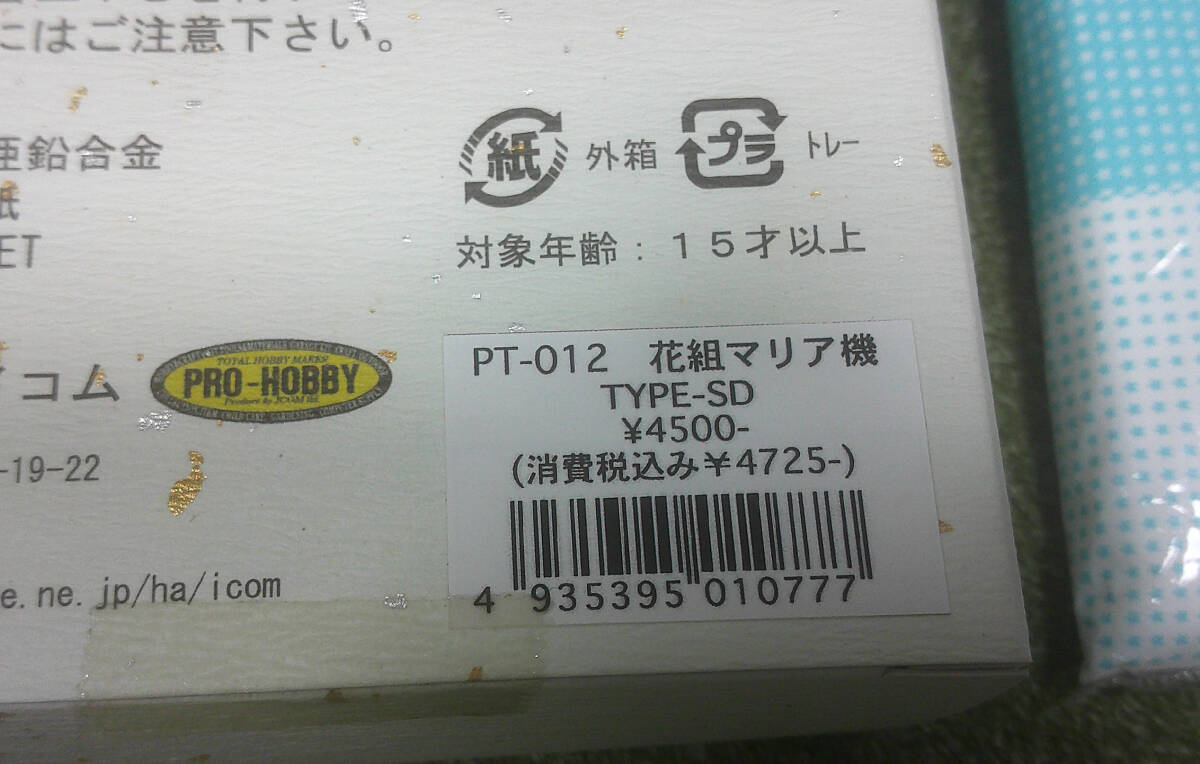 にはご注意下さい。
亜鉛合金
紙
ET
紙 外箱 プラ トレー
対象年齢：１５才以上
コム
TOTAL HOBBY MAKER
PRO-HOBBY
PT-012 花組マリア機
TYPE-SD
¥4500-
(消費税込み¥4725-)
4 935395 010777
-19-22
e.ne.jp/ha/icom